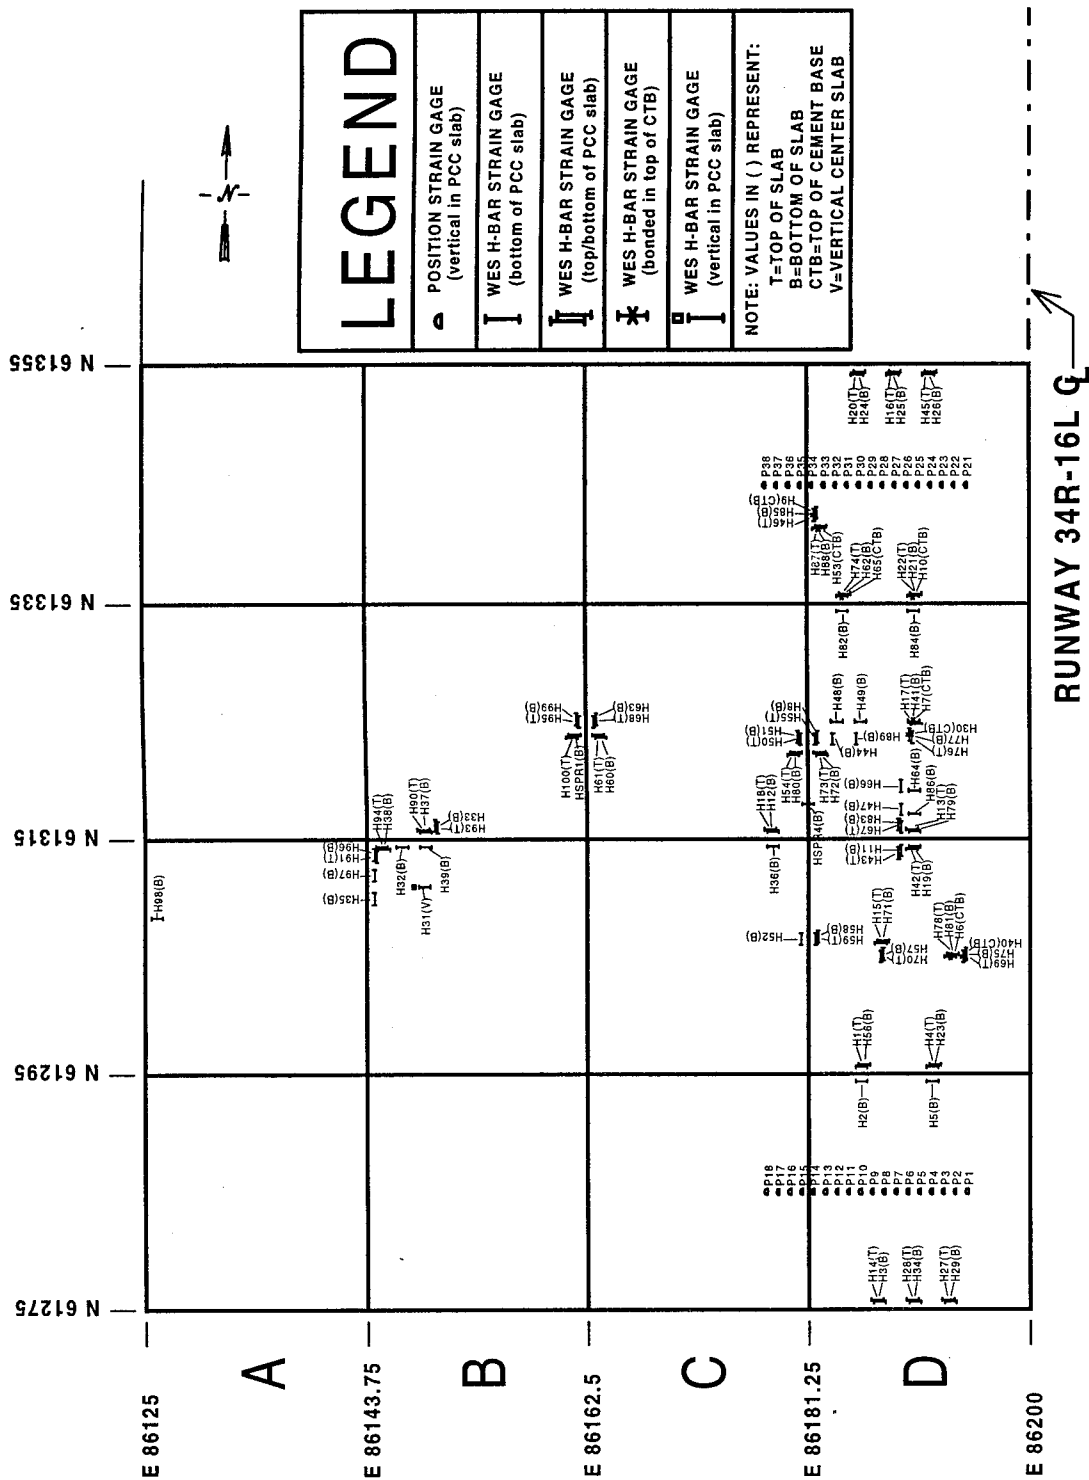 LEGEND
POSITION STRAIN GAGE
(vertical in PCC slab)
WES H-BAR STRAIN GAGE
(bottom of PCC slab)
WES H-BAR STRAIN GAGE
(top/bottom of PCC slab)
WES H-BAR STRAIN GAGE
(bonded in top of CTB)
WES H-BAR STRAIN GAGE
(vertical in PCC slab)
NOTE: VALUES IN ( ) REPRESENT:
T=TOP OF SLAB
B=BOTTOM OF SLAB
CTB=TOP OF CEMENT BASE
V=VERTICAL CENTER SLAB
- N -
N 61355
N 61335
N 61315
N 61295
N 61275
E 86125
E 86143.75
E 86162.5
E 86181.25
E 86200
A
B
C
D
RUNWAY 34R-16L CL
H98(B)
H96(B)
H91(T)
H97(B)
H35(B)
H94(T)
H38(B)
H32(B)
H90(T)
H37(B)
H33(B)
H93(T)
H39(B)
H31(V)
H99(B)
H95(T)
H100(T)
HSPR1(B)
H63(B)
H68(T)
H61(T)
H60(B)
H18(T)
H12(B)
H36(B)
H51(B)
H50(T)
H54(T)
H80(B)
HSPR4(B)
H52(B)
H8(B)
H55(T)
H73(T)
H72(B)
H58(B)
H59(T)
H9(CTB)
H85(B)
H46(T)
H87(T)
H88(B)
H53(CTB)
H74(T)
H62(B)
H65(CTB)
H82(B)
H22(T)
H21(B)
H10(CTB)
H84(B)
H48(B)
H49(B)
H44(B)
H89(B)
H17(T)
H41(B)
H7(CTB)
H30(CTB)
H77(B)
H76(T)
H66(B)
H64(B)
H47(B)
H86(B)
H83(B)
H67(T)
H13(T)
H79(B)
H11(B)
H43(T)
H42(T)
H19(B)
H15(T)
H71(B)
H57(B)
H70(T)
H78(T)
H81(B)
H6(CTB)
H40(CTB)
H75(B)
H69(T)
H1(T)
H56(B)
H2(B)
H4(T)
H23(B)
H5(B)
H20(T)
H24(B)
H16(T)
H25(B)
H45(T)
H26(B)
H14(T)
H3(B)
H28(T)
H34(B)
H27(T)
H29(B)
P38
P37
P36
P35
P34
P33
P32
P31
P30
P29
P28
P27
P26
P25
P24
P23
P22
P21
P18
P17
P16
P15
P14
P13
P12
P11
P10
P9
P8
P7
P6
P5
P4
P3
P2
P1